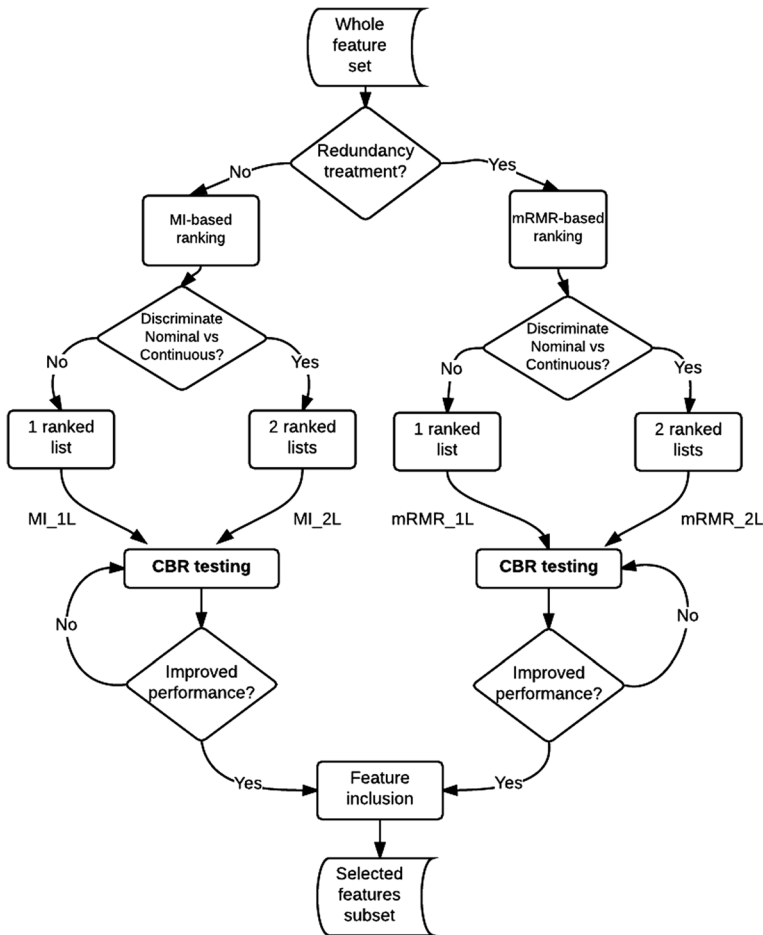 Whole
feature
set
Redundancy
treatment?
No
Yes
MI-based
ranking
mRMR-based
ranking
Discriminate
Nominal vs
Continuous?
Discriminate
Nominal vs
Continuous?
No
Yes
No
Yes
1 ranked
list
2 ranked
lists
1 ranked
list
2 ranked
lists
MI_1L
MI_2L
mRMR_1L
mRMR_2L
CBR testing
CBR testing
No
No
Improved
performance?
Improved
performance?
Yes
Feature
inclusion
Yes
Selected
features
subset